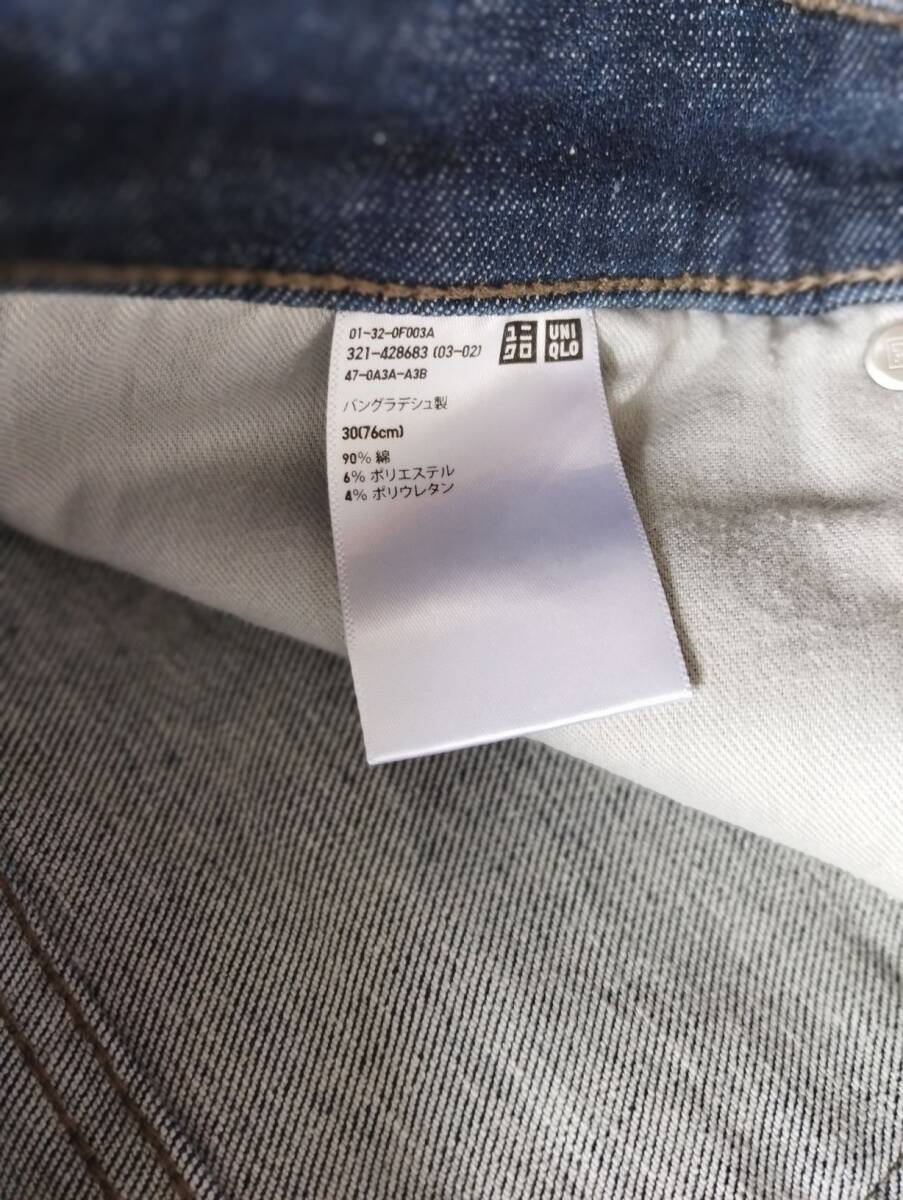 01-32-0F003A
321-428683 (03-02)
47-0A3A-A3B
ユニ
クロ
UNI
QLO
バングラデシュ製
30(76cm)
90% 綿
6% ポリエステル
4% ポリウレタン